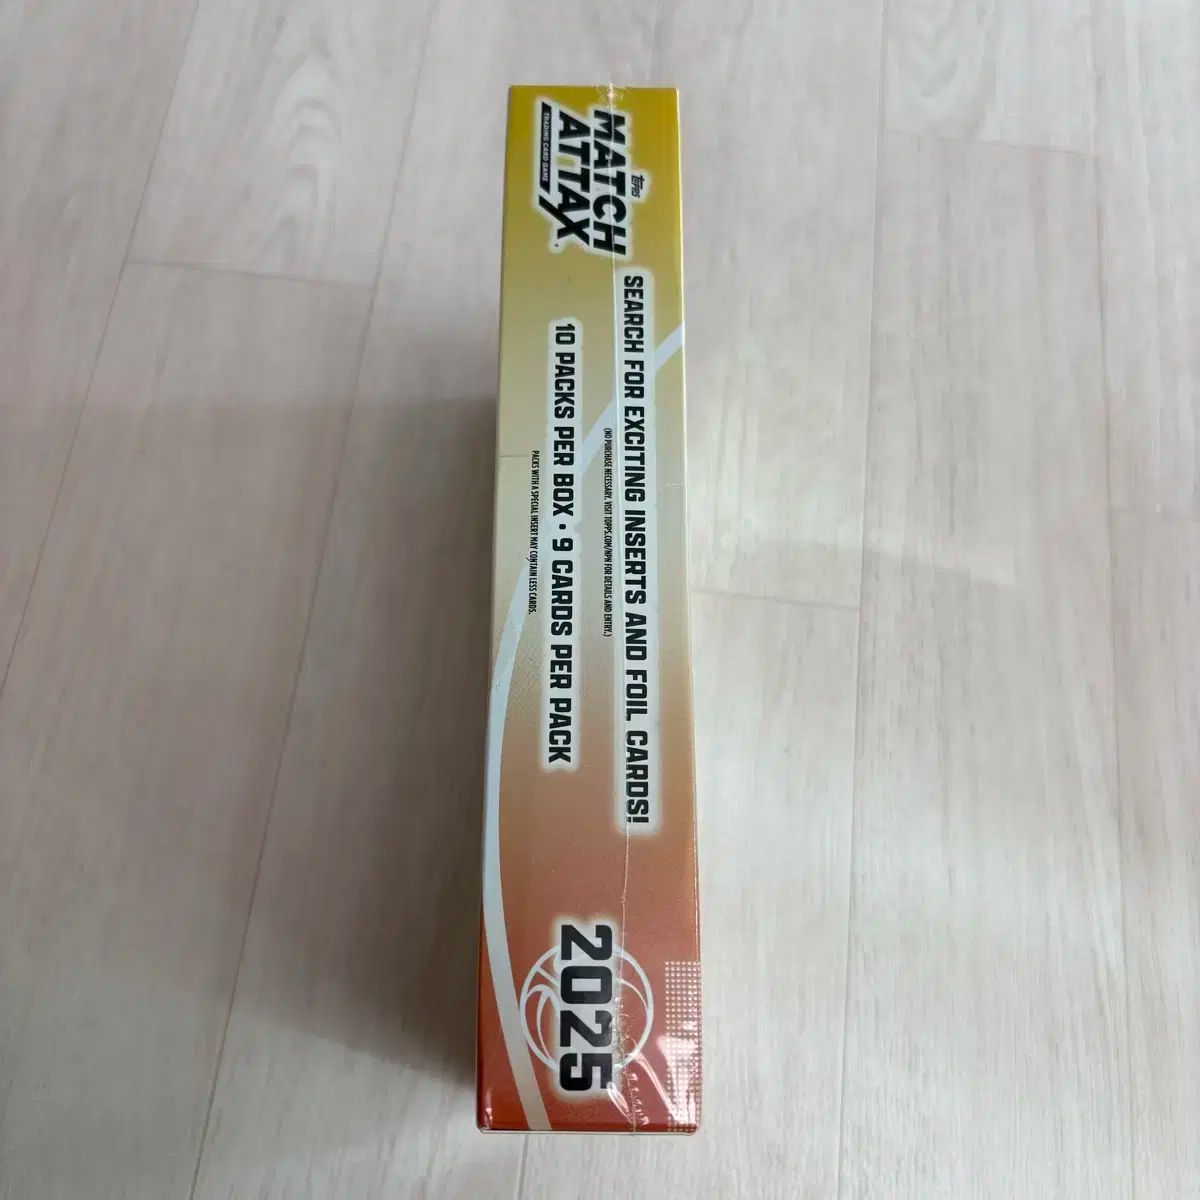 topps
MATCH
ATTAX
TRADING CARD GAME
SEARCH FOR EXCITING INSERTS AND FOIL CARDS!
(NO PURCHASE NECESSARY. VISIT TOPPS.COM/NPN FOR DETAILS AND ENTRY.)
10 PACKS PER BOX • 9 CARDS PER PACK
PACKS WITH A SPECIAL INSERT MAY CONTAIN LESS CARDS.
2025